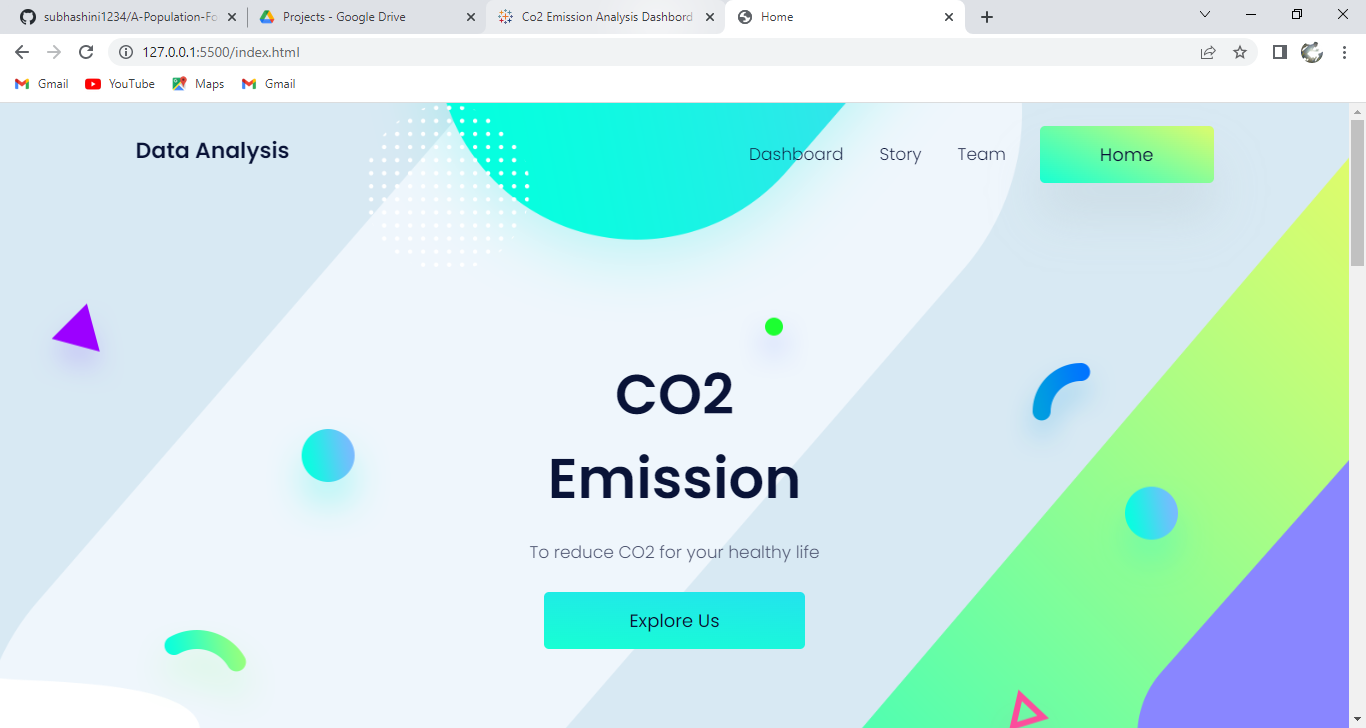 subhashini1234/A-Population-Fo
Projects - Google Drive
Co2 Emission Analysis Dashbord
Home
127.0.0.1:5500/index.html
Gmail
YouTube
Maps
Gmail
Data Analysis
Dashboard
Story
Team
Home
CO2
Emission
To reduce CO2 for your healthy life
Explore Us